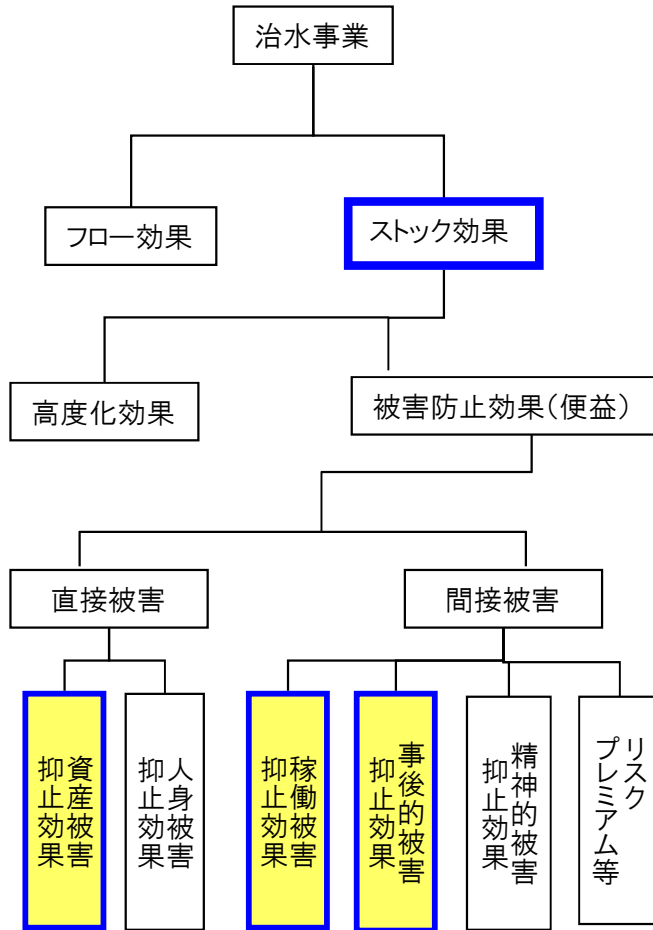 治水事業
フロー効果
ストック効果
高度化効果
被害防止効果（便益）
直接被害
間接被害
資産被害
抑止効果
人身被害
抑止効果
稼働被害
抑止効果
事後的被害
抑止効果
精神的被害
抑止効果
リスク
プレミアム等